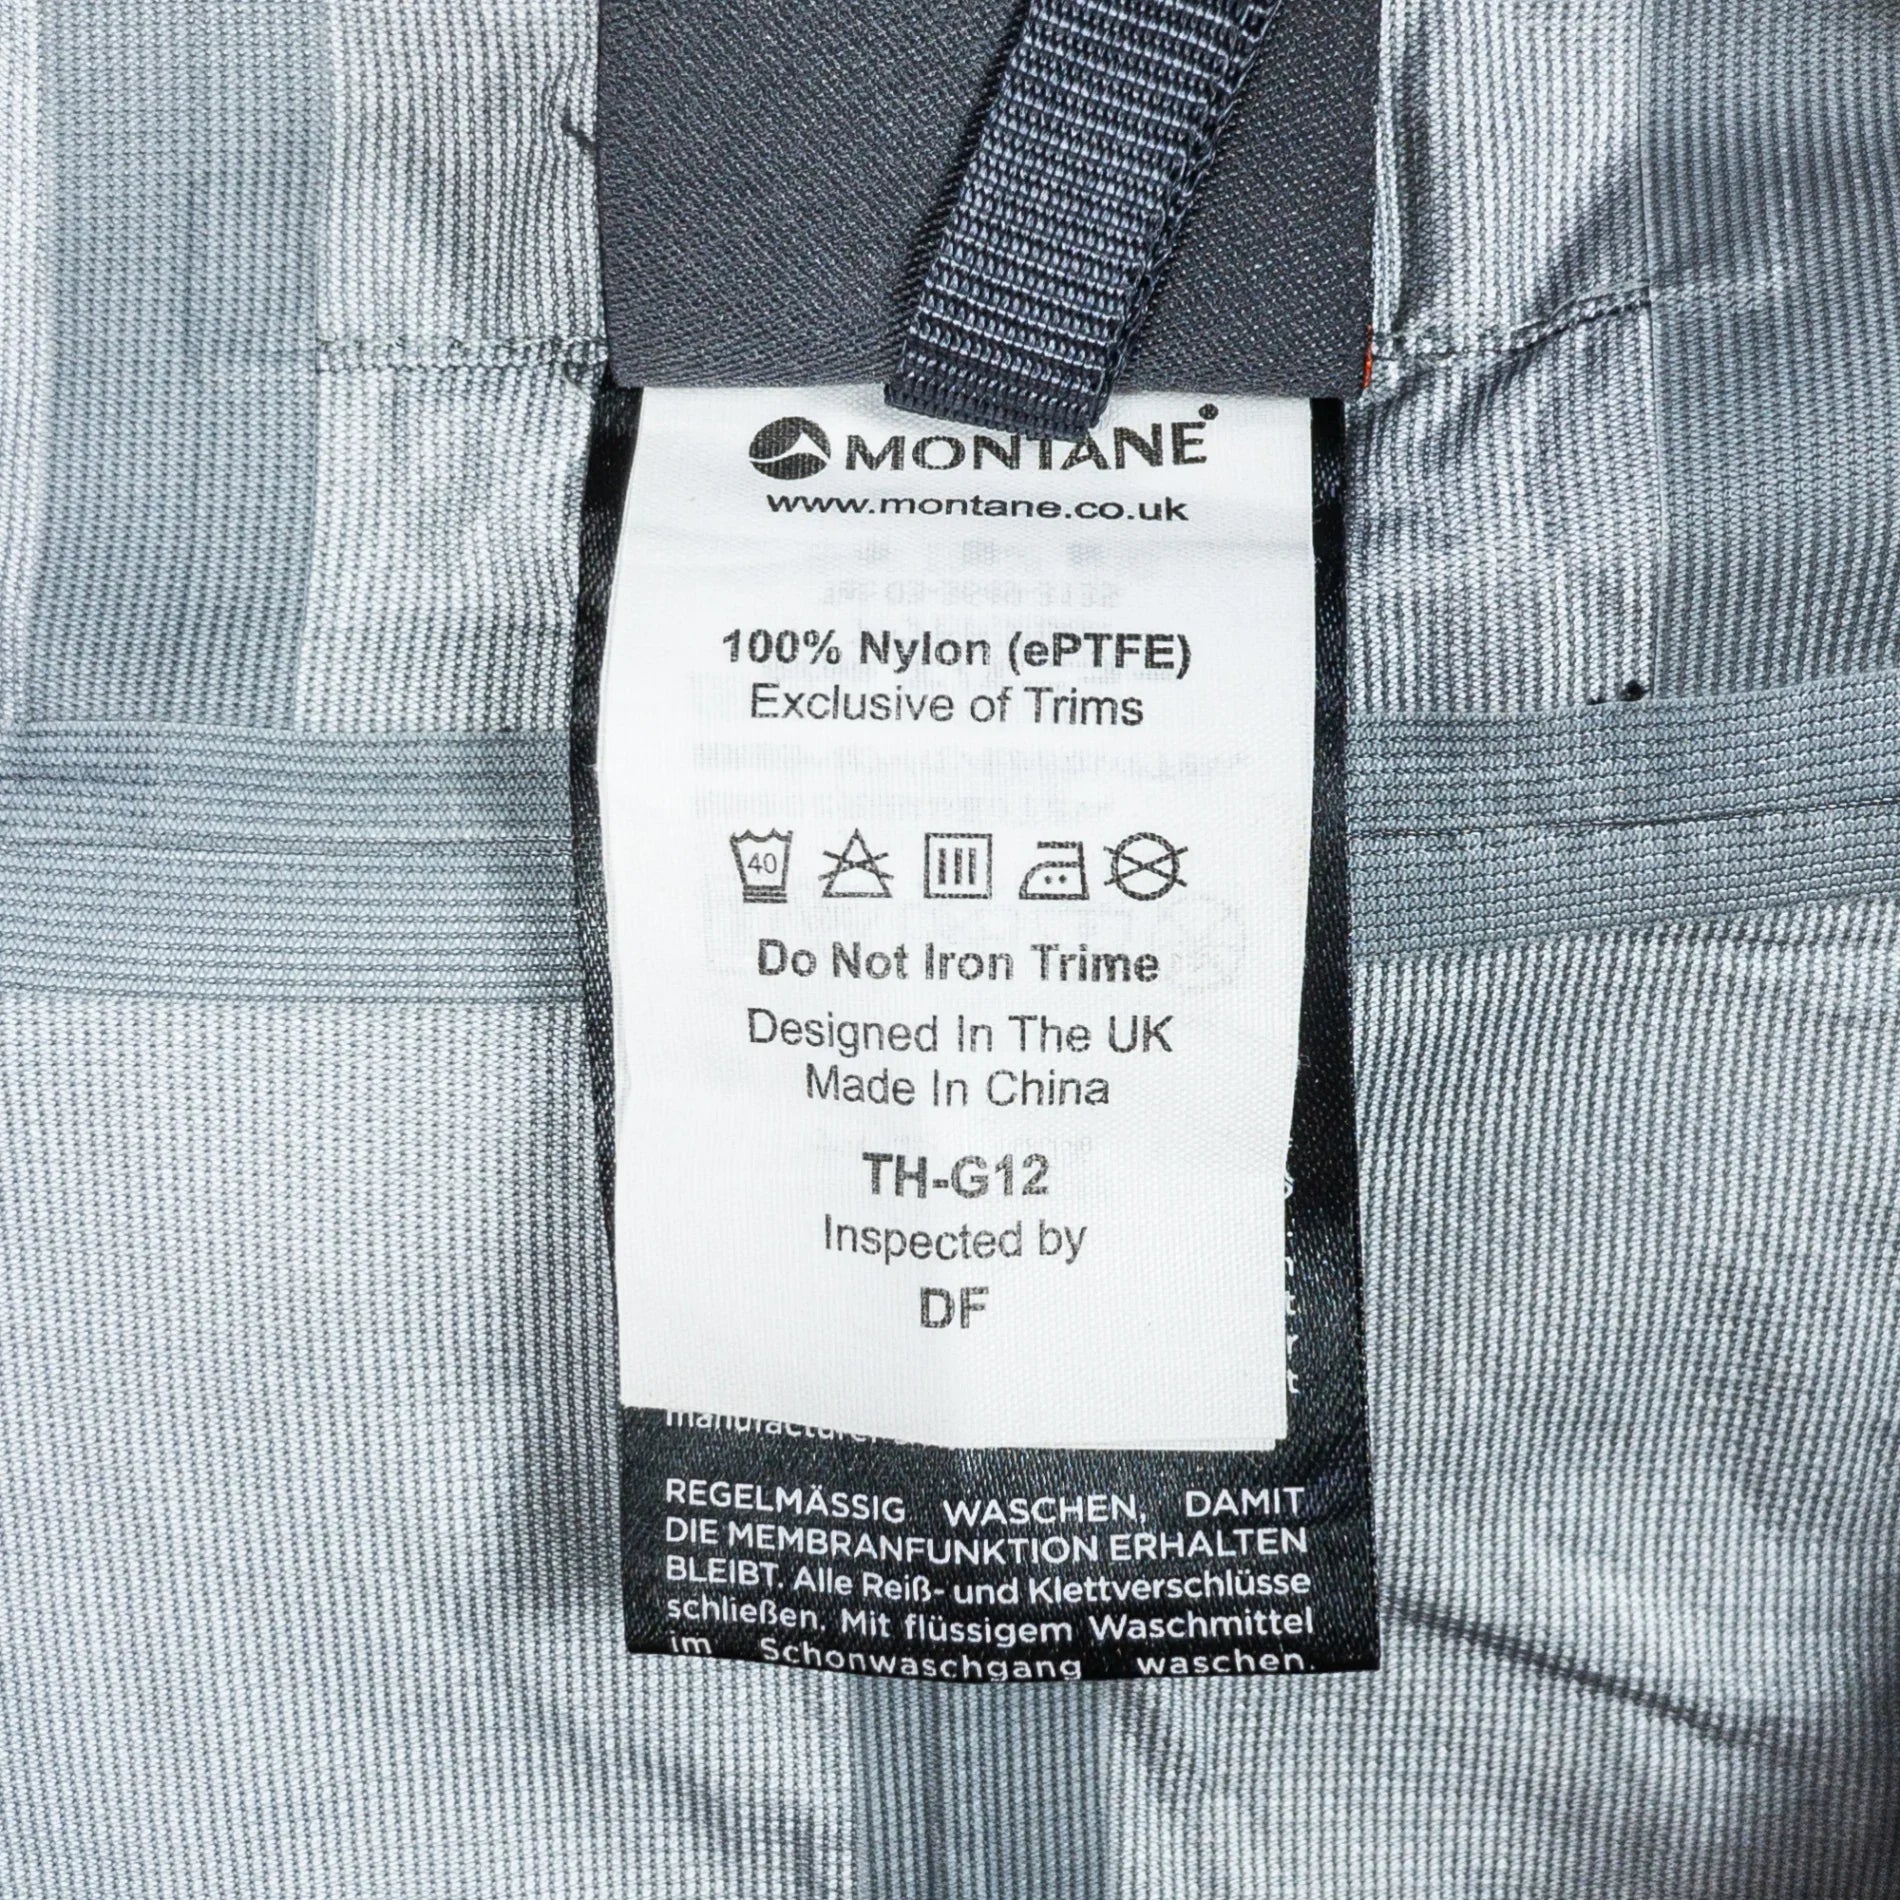 MONTANE®
www.montane.co.uk
100% Nylon (ePTFE)
Exclusive of Trims
40
Do Not Iron Trime
Designed In The UK
Made In China
TH-G12
Inspected by
DF
REGELMÄSSIG WASCHEN, DAMIT
DIE MEMBRANFUNKTION ERHALTEN
BLEIBT. Alle Reiß- und Klettverschlüsse
schließen. Mit flüssigem Waschmittel
im Schonwaschgang waschen.